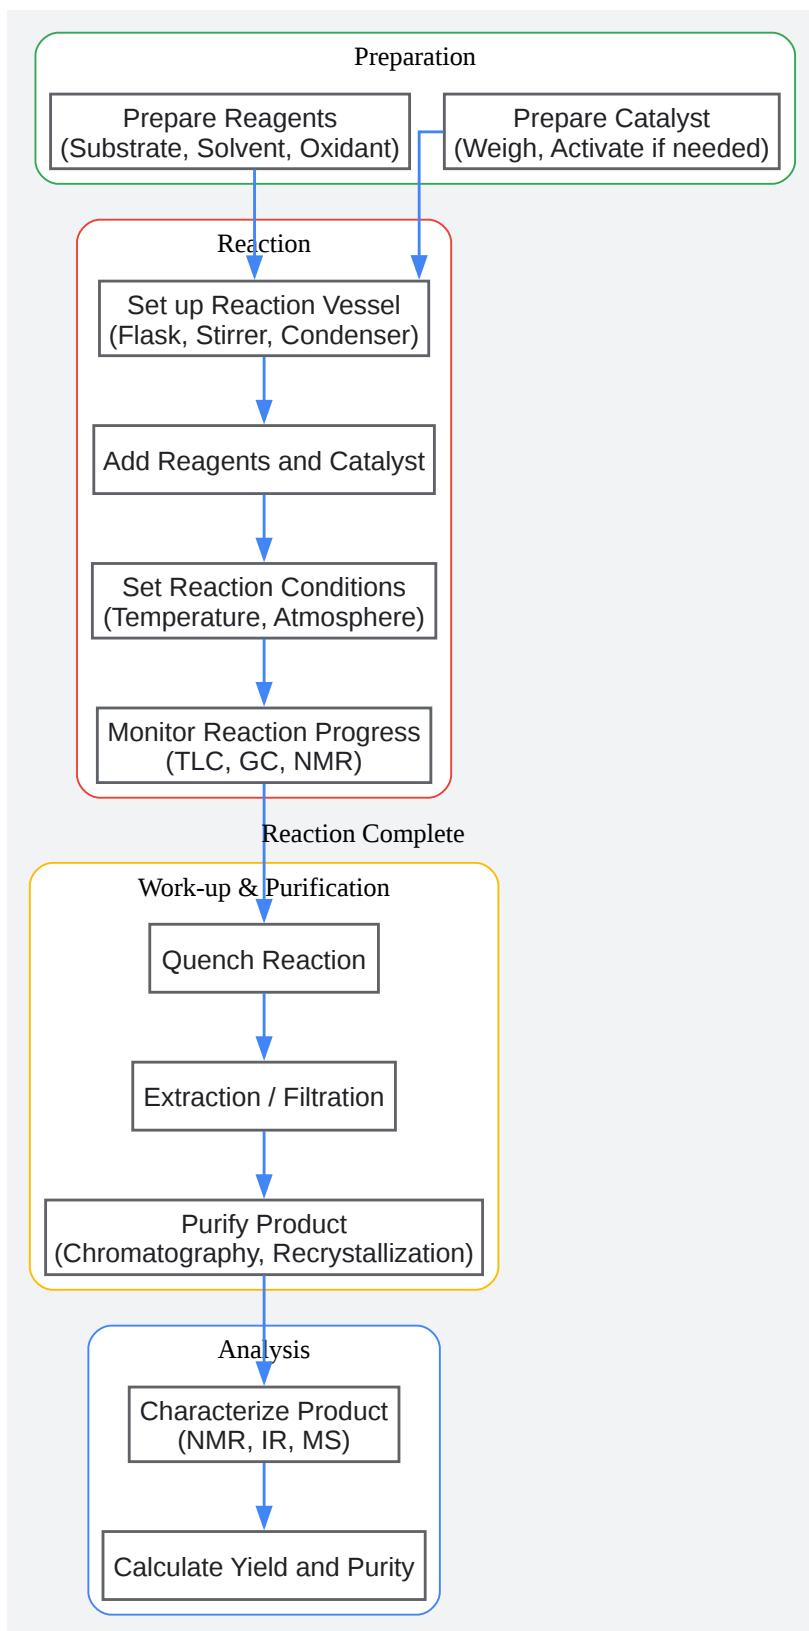 Preparation
Prepare Reagents
(Substrate, Solvent, Oxidant)
Prepare Catalyst
(Weigh, Activate if needed)
Reaction
Set up Reaction Vessel
(Flask, Stirrer, Condenser)
Add Reagents and Catalyst
Set Reaction Conditions
(Temperature, Atmosphere)
Monitor Reaction Progress
(TLC, GC, NMR)
Reaction Complete
Work-up & Purification
Quench Reaction
Extraction / Filtration
Purify Product
(Chromatography, Recrystallization)
Analysis
Characterize Product
(NMR, IR, MS)
Calculate Yield and Purity